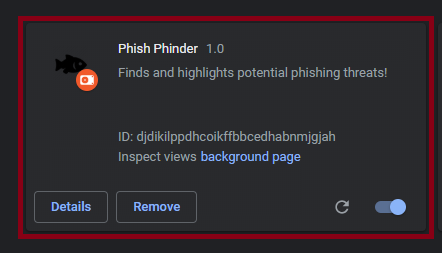 Phish Phinder 1.0
Finds and highlights potential phishing threats!
ID: djdikilppdhcoikffbbcedhabnmjgjah
Inspect views background page
Details Remove